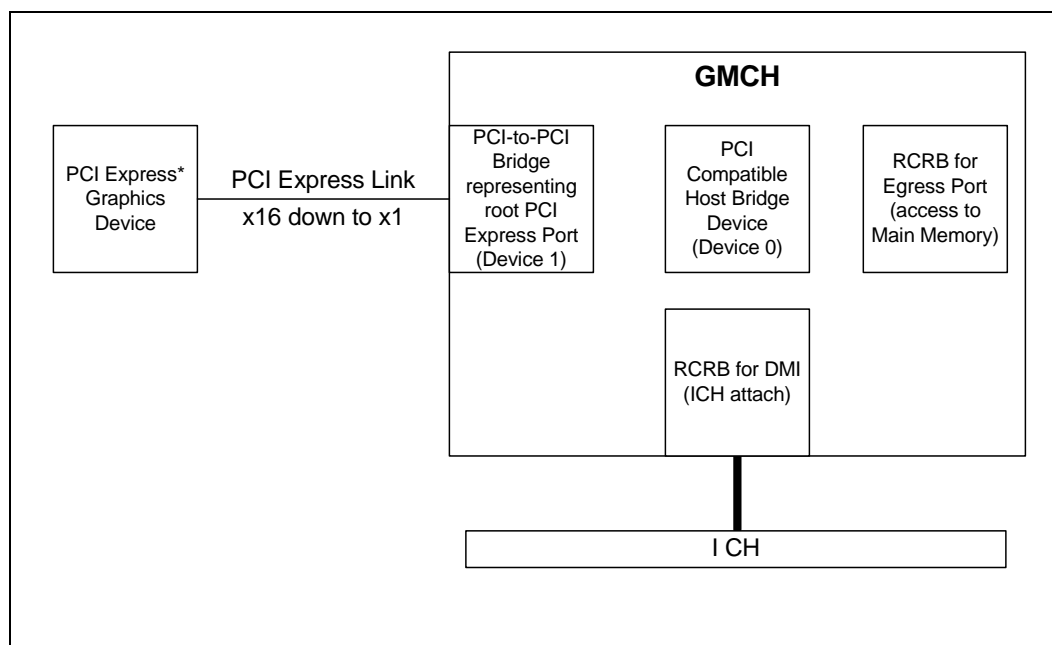 GMCH
PCI Express*
Graphics
Device
PCI Express Link
x16 down to x1
PCI-to-PCI
Bridge
representing
root PCI
Express Port
(Device 1)
PCI
Compatible
Host Bridge
Device
(Device 0)
RCRB for
Egress Port
(access to
Main Memory)
RCRB for DMI
(ICH attach)
I CH